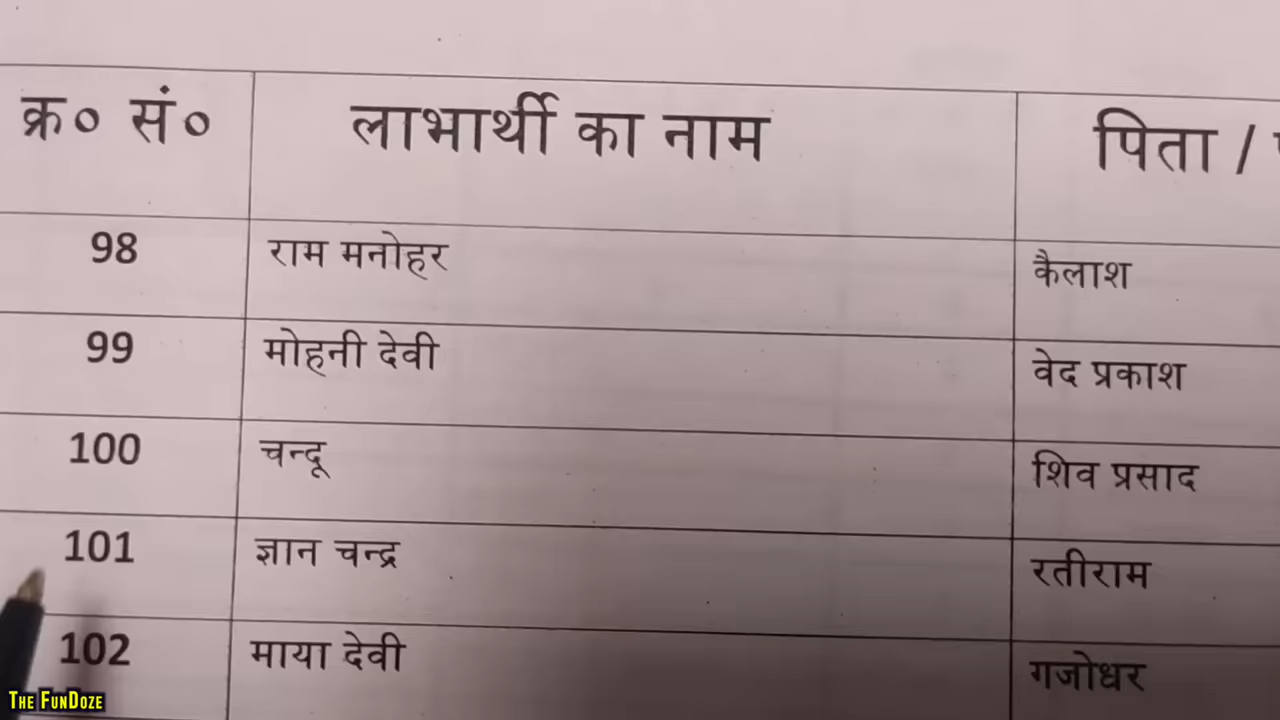 क्र० सं० लाभार्थी का नाम पिता /
98 राम मनोहर कैलाश
99 मोहनी देवी वेद प्रकाश
100 चन्दू शिव प्रसाद
101 ज्ञान चन्द्र रतीराम
102 माया देवी गजोधर
THE FUNDOZE